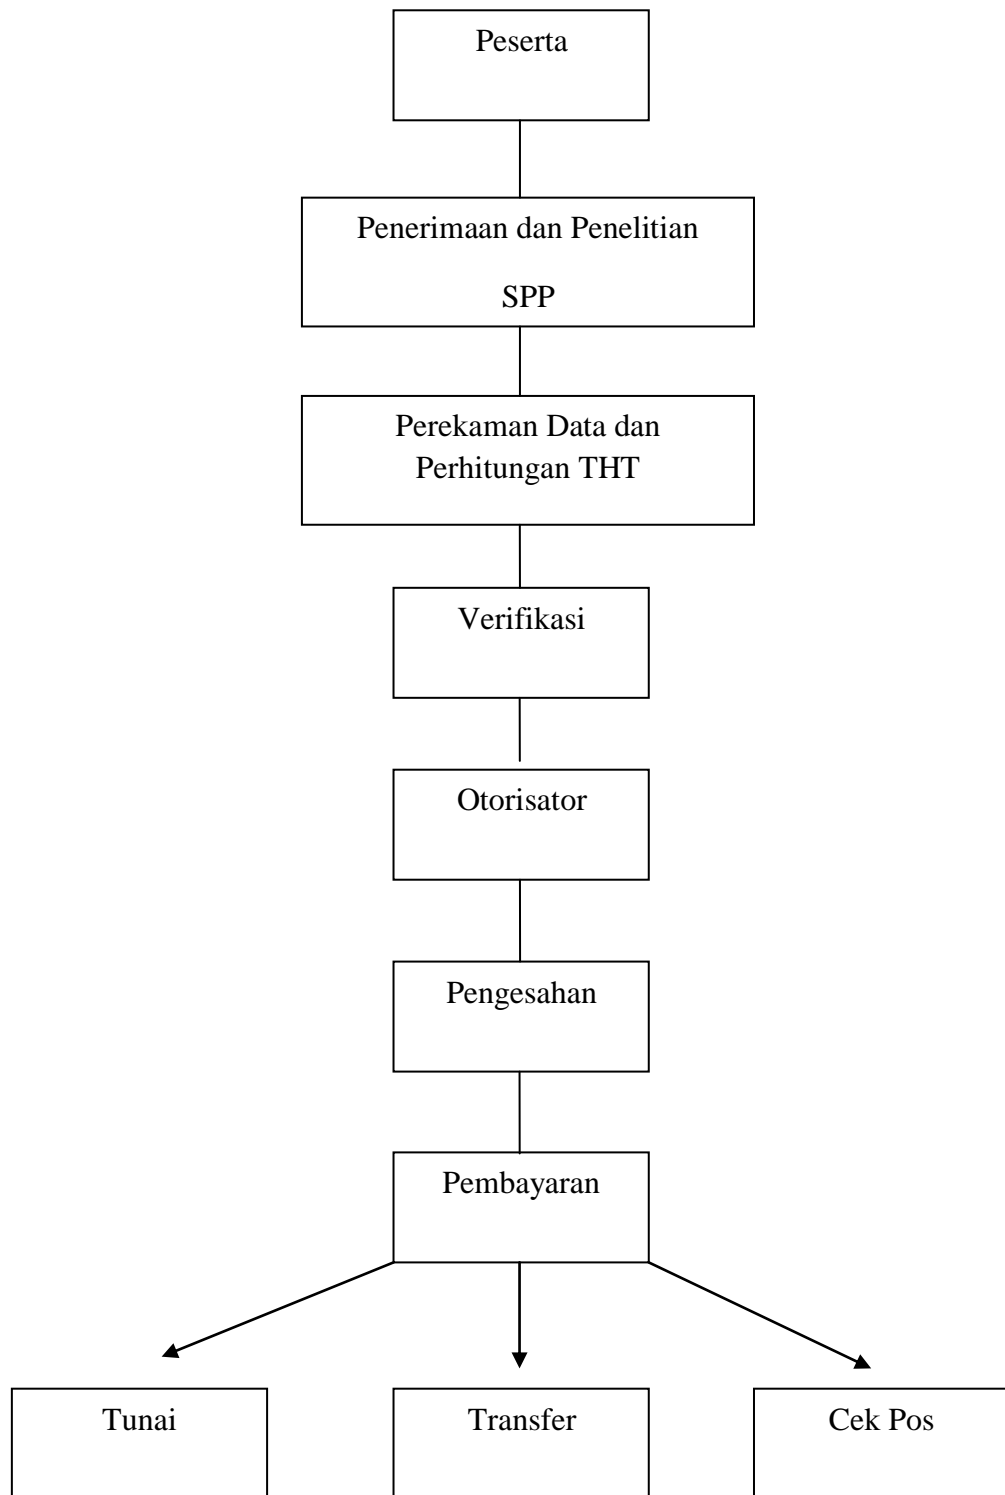 Peserta
Penerimaan dan Penelitian
SPP
Perekaman Data dan
Perhitungan THT
Verifikasi
Otorisator
Pengesahan
Pembayaran
Tunai
Transfer
Cek Pos